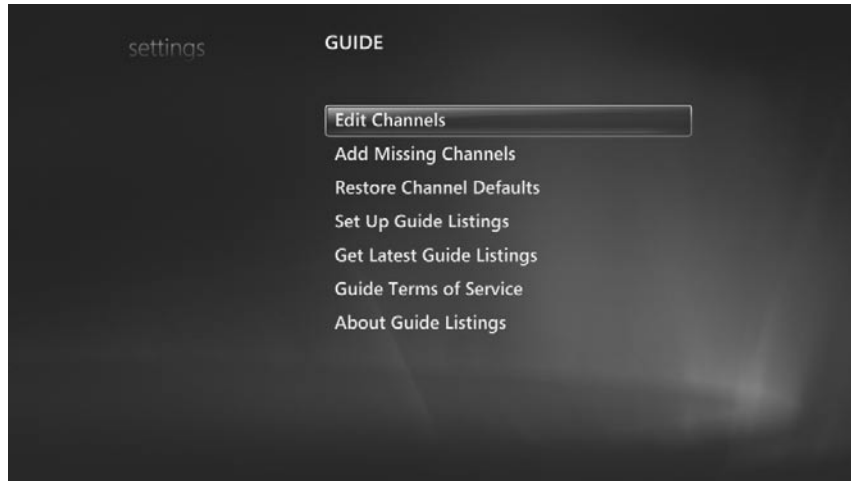 settings
GUIDE
Edit Channels
Add Missing Channels
Restore Channel Defaults
Set Up Guide Listings
Get Latest Guide Listings
Guide Terms of Service
About Guide Listings